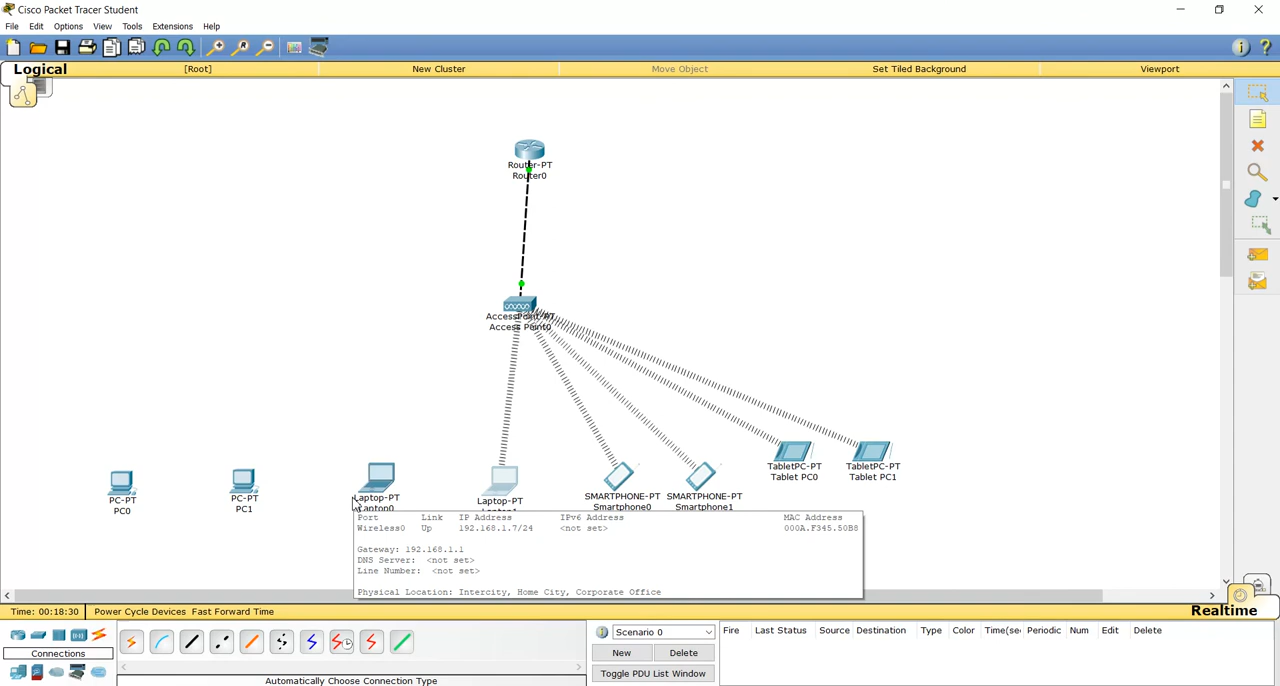 Cisco Packet Tracer Student
File Edit Options View Tools Extensions Help
Logical [Root] New Cluster Move Object Set Tiled Background Viewport
Router-PT
Router0
Access Point0
TabletPC-PT TabletPC-PT
Tablet PC0 Tablet PC1
PC-PT PC-PT Laptop-PT Laptop-PT SMARTPHONE-PT SMARTPHONE-PT
PC0 PC1 Laptop0 Smartphone0 Smartphone1
Port Link IP Address IPv6 Address MAC Address
Wireless0 Up 192.168.1.7/24 <not set> 000A.F345.50B8
Gateway: 192.168.1.1
DNS Server: <not set>
Line Number: <not set>
Physical Location: Intercity, Home City, Corporate Office
Time: 00:18:30 Power Cycle Devices Fast Forward Time Realtime
Scenario 0 Fire Last Status Source Destination Type Color Time(se Periodic Num Edit Delete
Connections New Delete
Toggle PDU List Window
Automatically Choose Connection Type